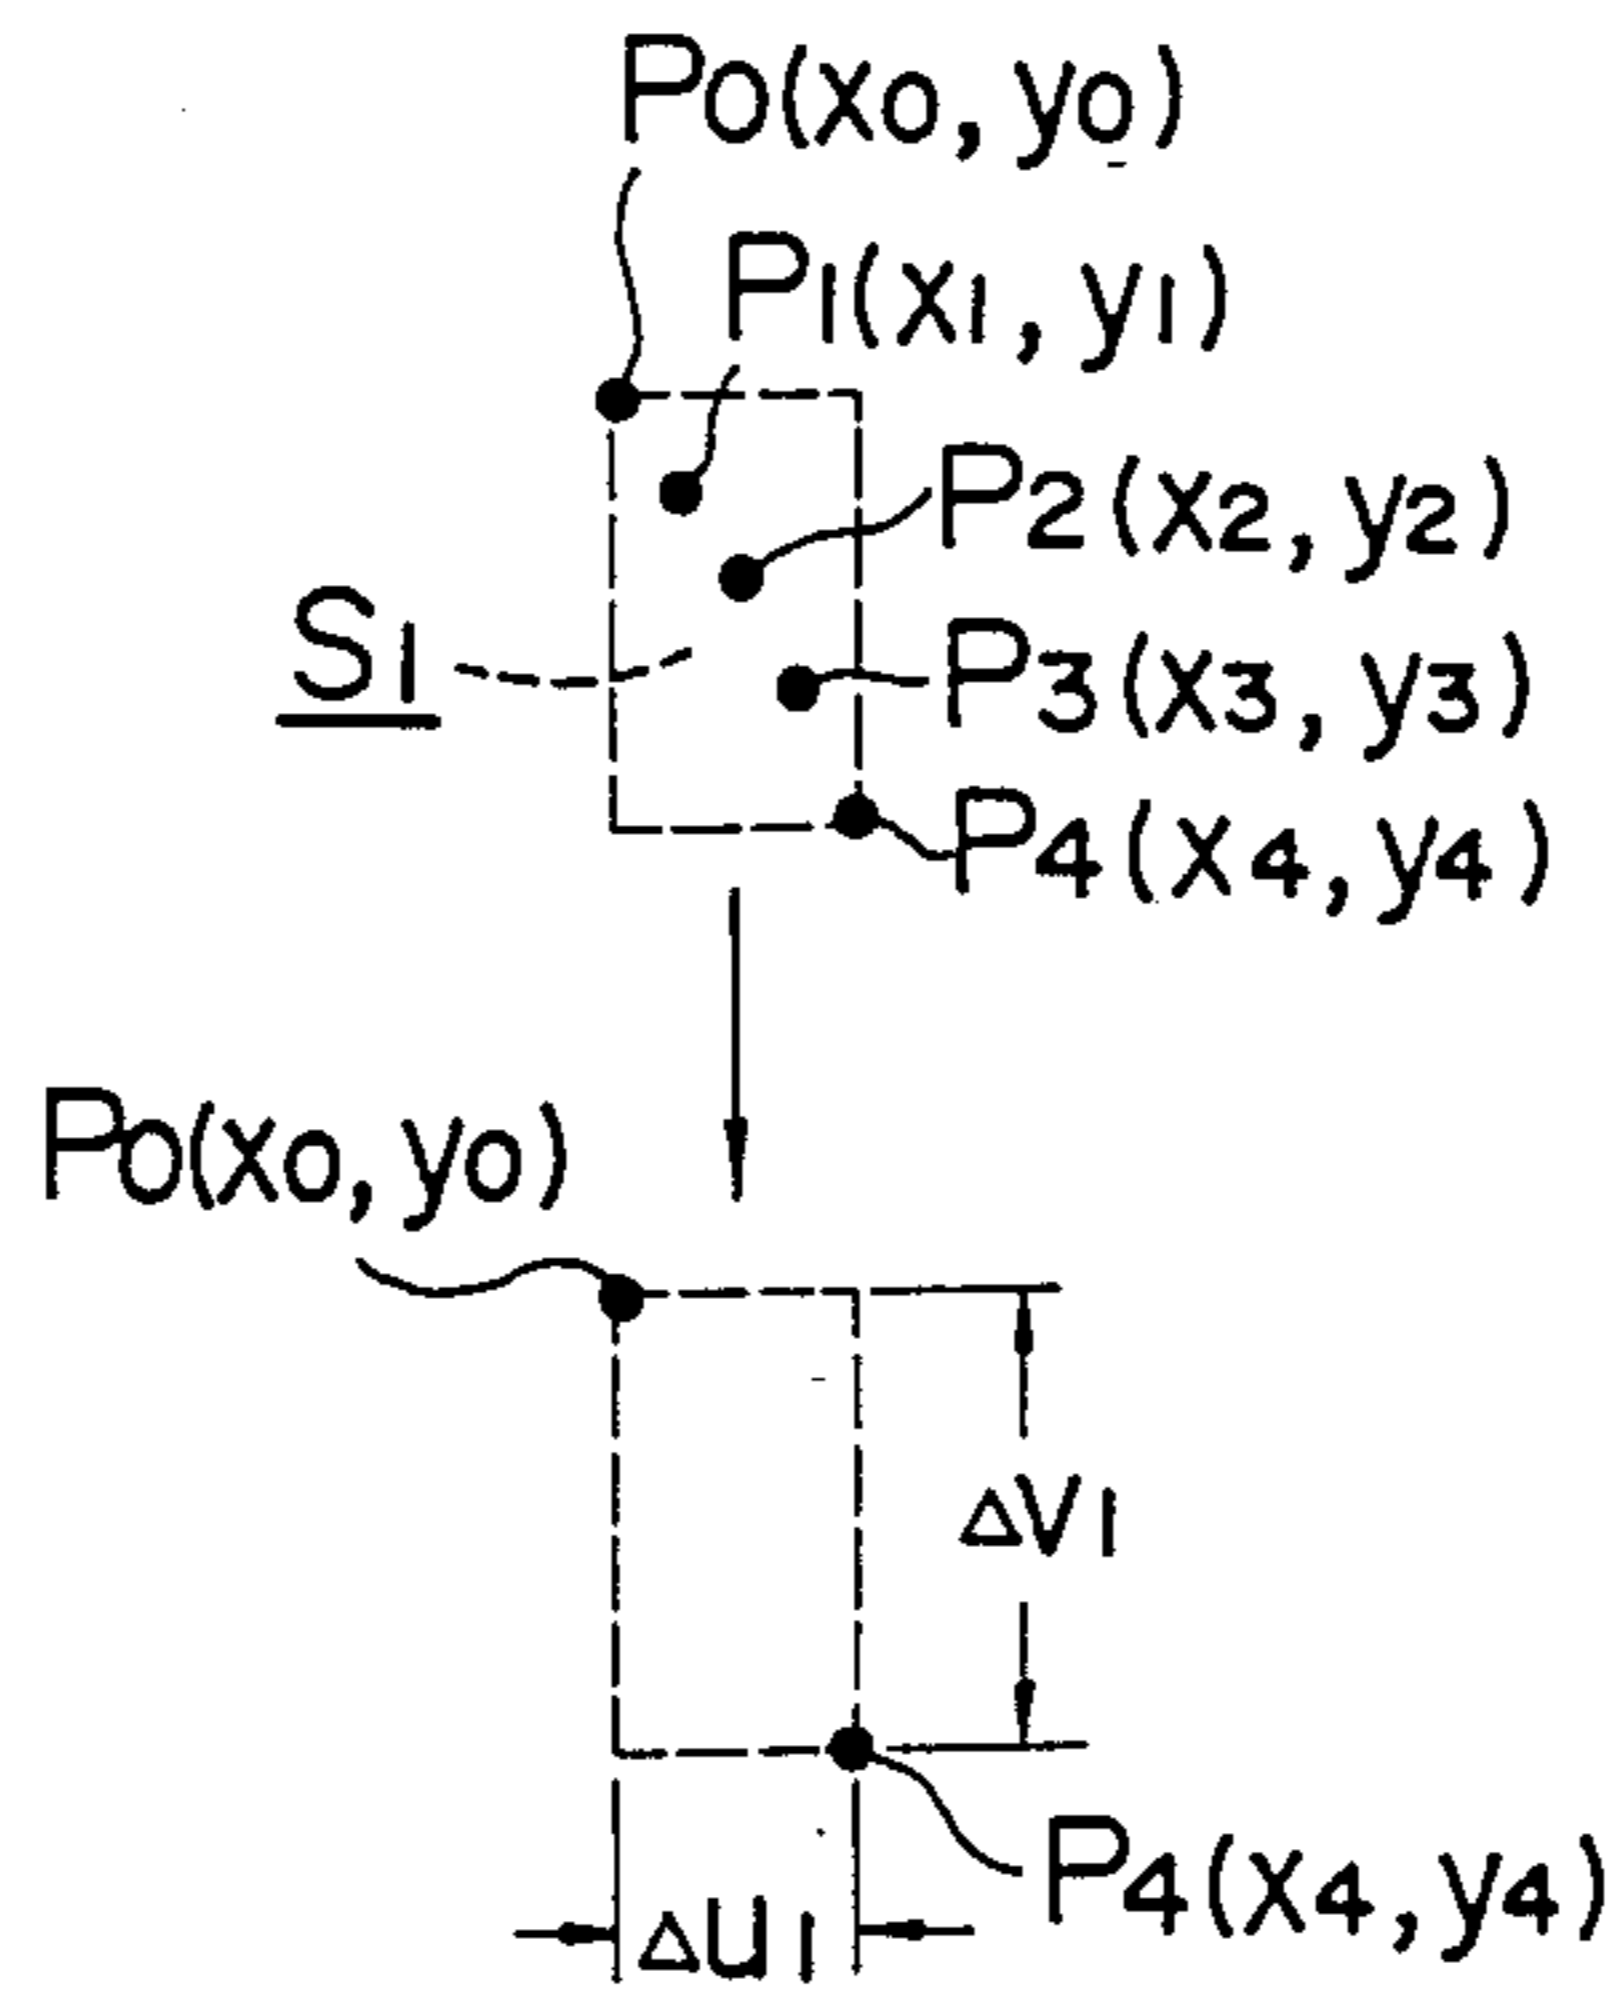 P0(x0, y0)
P1(x1, y1)
P2(x2, y2)
S1
P3(x3, y3)
P4(x4, y4)
P0(x0, y0)
ΔV1
P4(x4, y4)
ΔU1